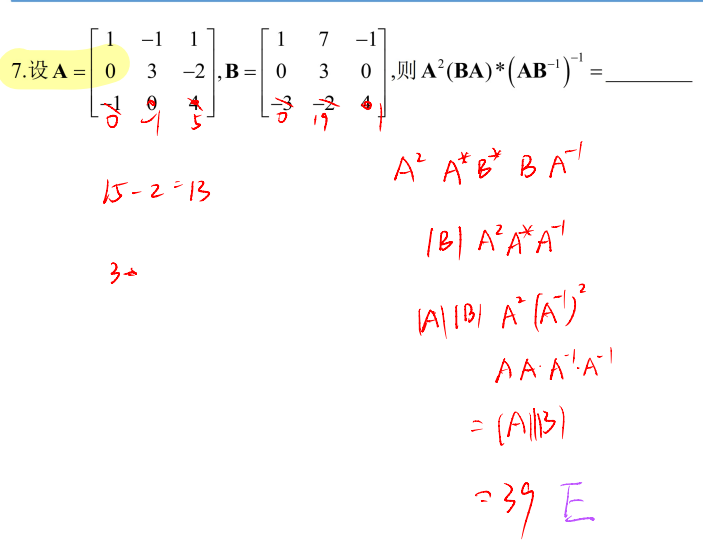 7.设 A = [1 −1 1; 0 3 −2; −1 0 4], B = [1 7 −1; 0 3 0; −3 −2 4], 则 A²(BA)*(AB⁻¹)⁻¹ = ________
0 -1 5 0 19 1
A² A* B* B A⁻¹
15 - 2 = 13
|B| A² A* A⁻¹
3
|A||B| A² (A⁻¹)²
A A · A⁻¹ · A⁻¹
= |A||B|
= 39 E